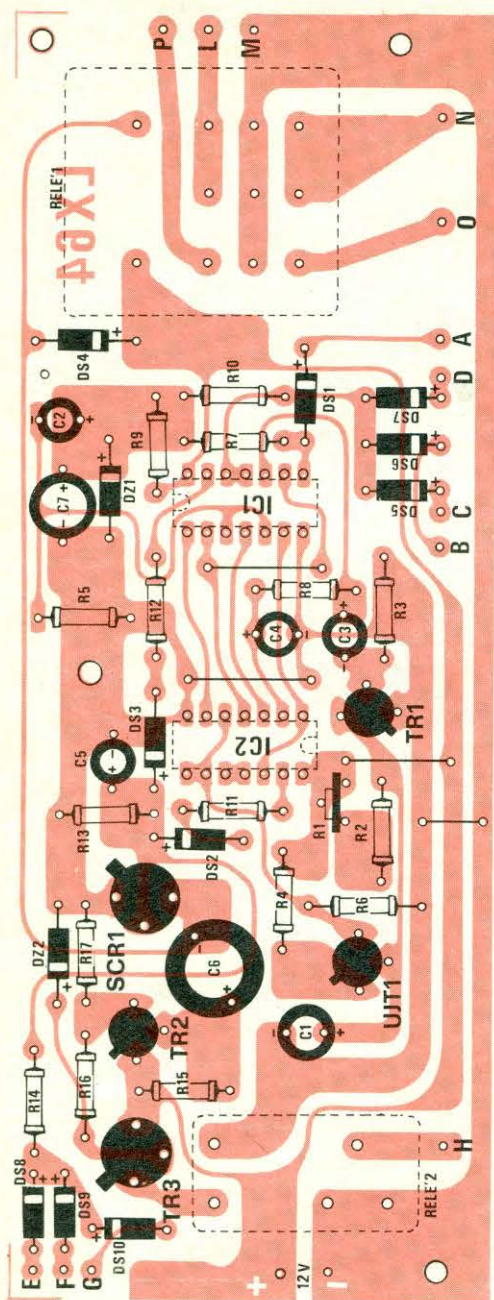 P
L
M
N
O
RELE'1
LX64
DS4
A
D
R10
DS1
DS7
C2
R9
R7
DS6
C7
DZ1
DS5
C
IC1
B
R5
R12
R8
R3
C4
C3
DS3
TR1
C5
IC2
R13
R11
R1
DS2
R2
R4
R6
DZ2
R17
SCR1
C6
UJT1
TR2
C1
R14
R16
R15
DS8
TR3
H
RELE'2
E
DS9
F
G
DS10
+
12V
−